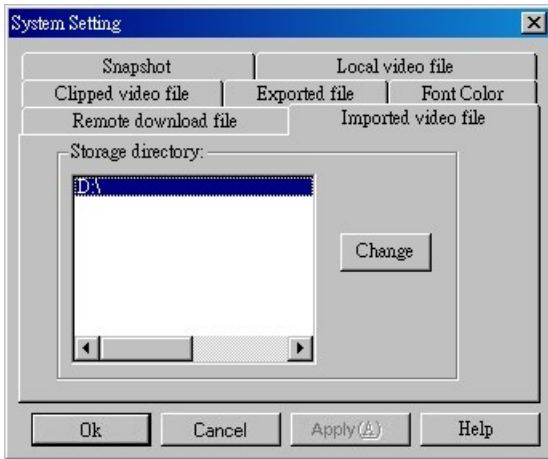 System Setting
Snapshot Local video file
Clipped video file Exported file Font Color
Remote download file Imported video file
Storage directory:
D:\
Change
Ok Cancel Apply(A) Help